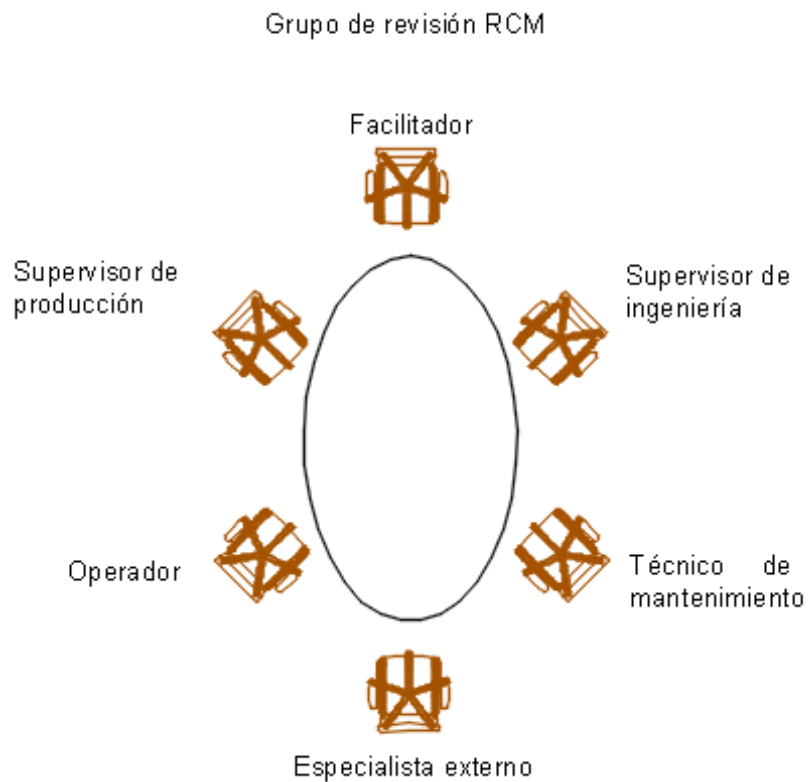 Grupo de revisión RCM
Facilitador
Supervisor de
producción
Supervisor de
ingeniería
Operador
Técnico de
mantenimiento
Especialista externo